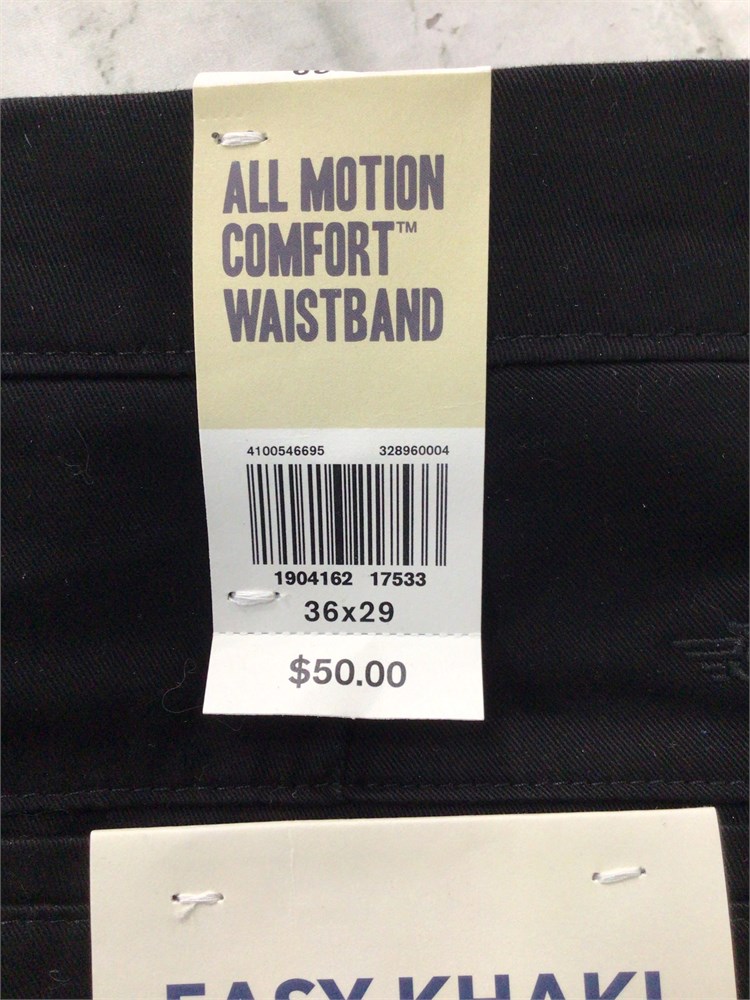 ALL MOTION
COMFORT™
WAISTBAND
4100546695 328960004
1904162 17533
36x29
$50.00
EASY KHAKI